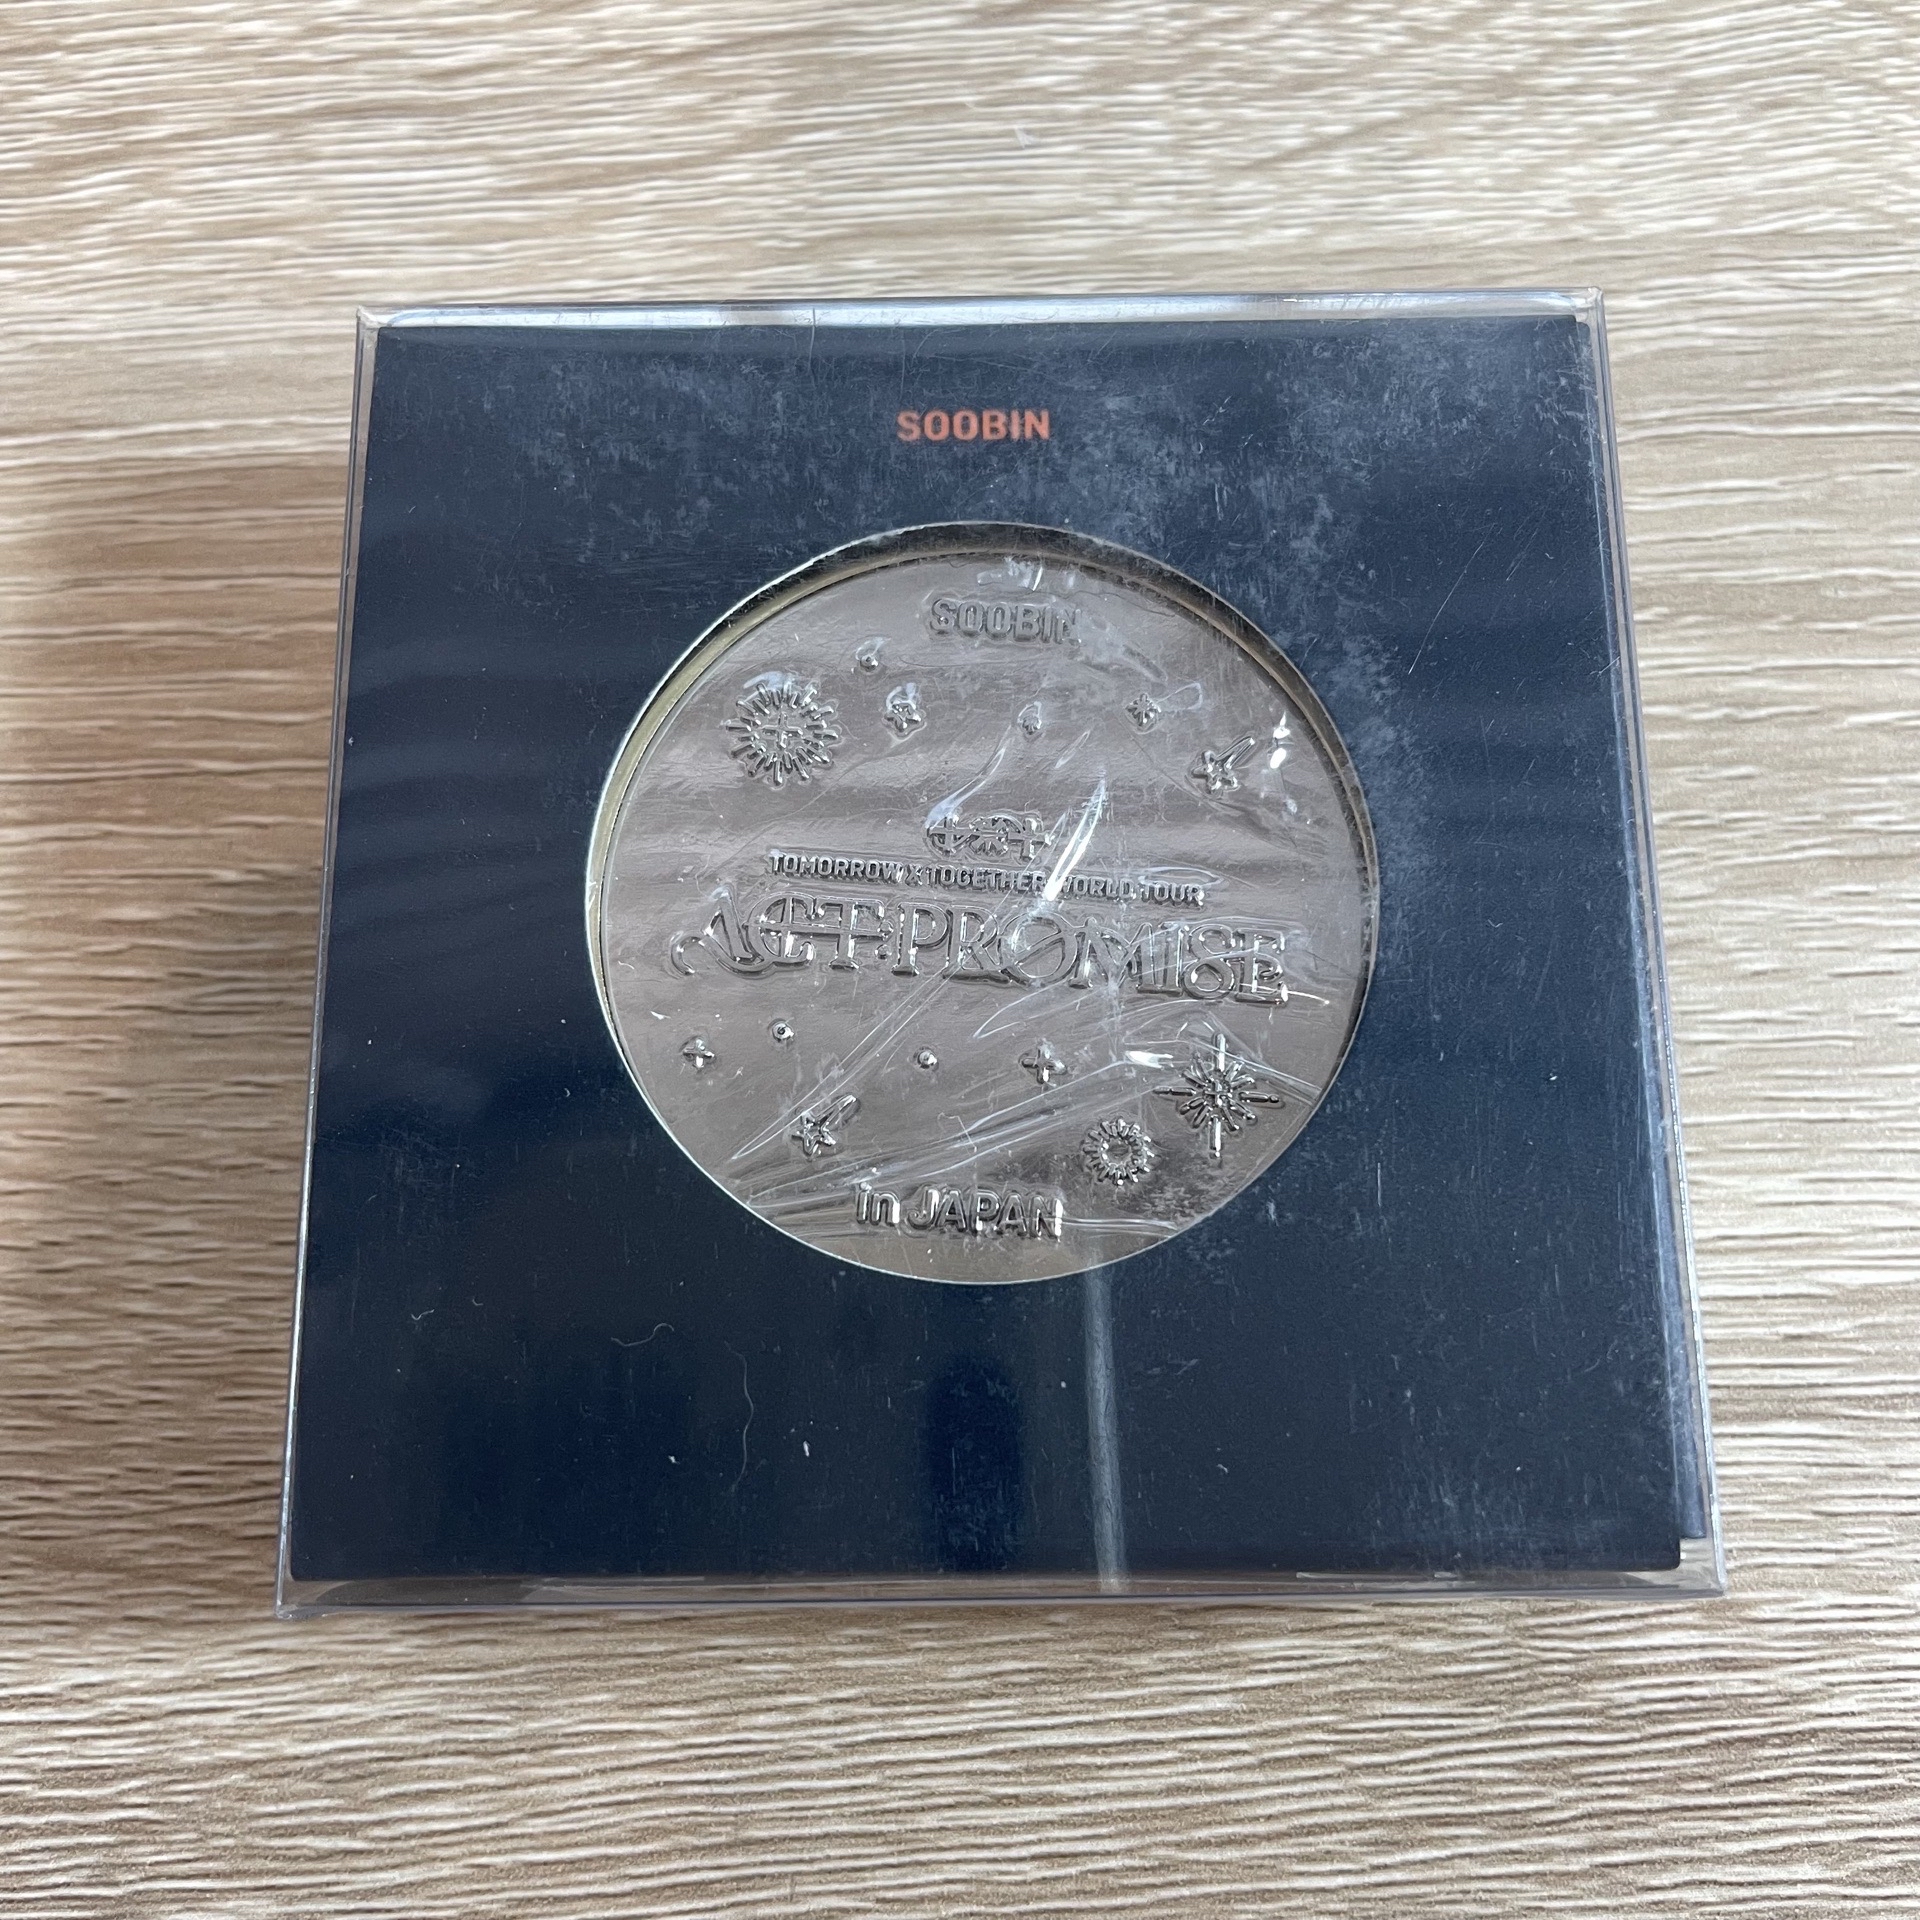 SOOBIN
SOOBIN
TOMORROW X TOGETHER WORLD TOUR
ACT:PROMISE
in JAPAN